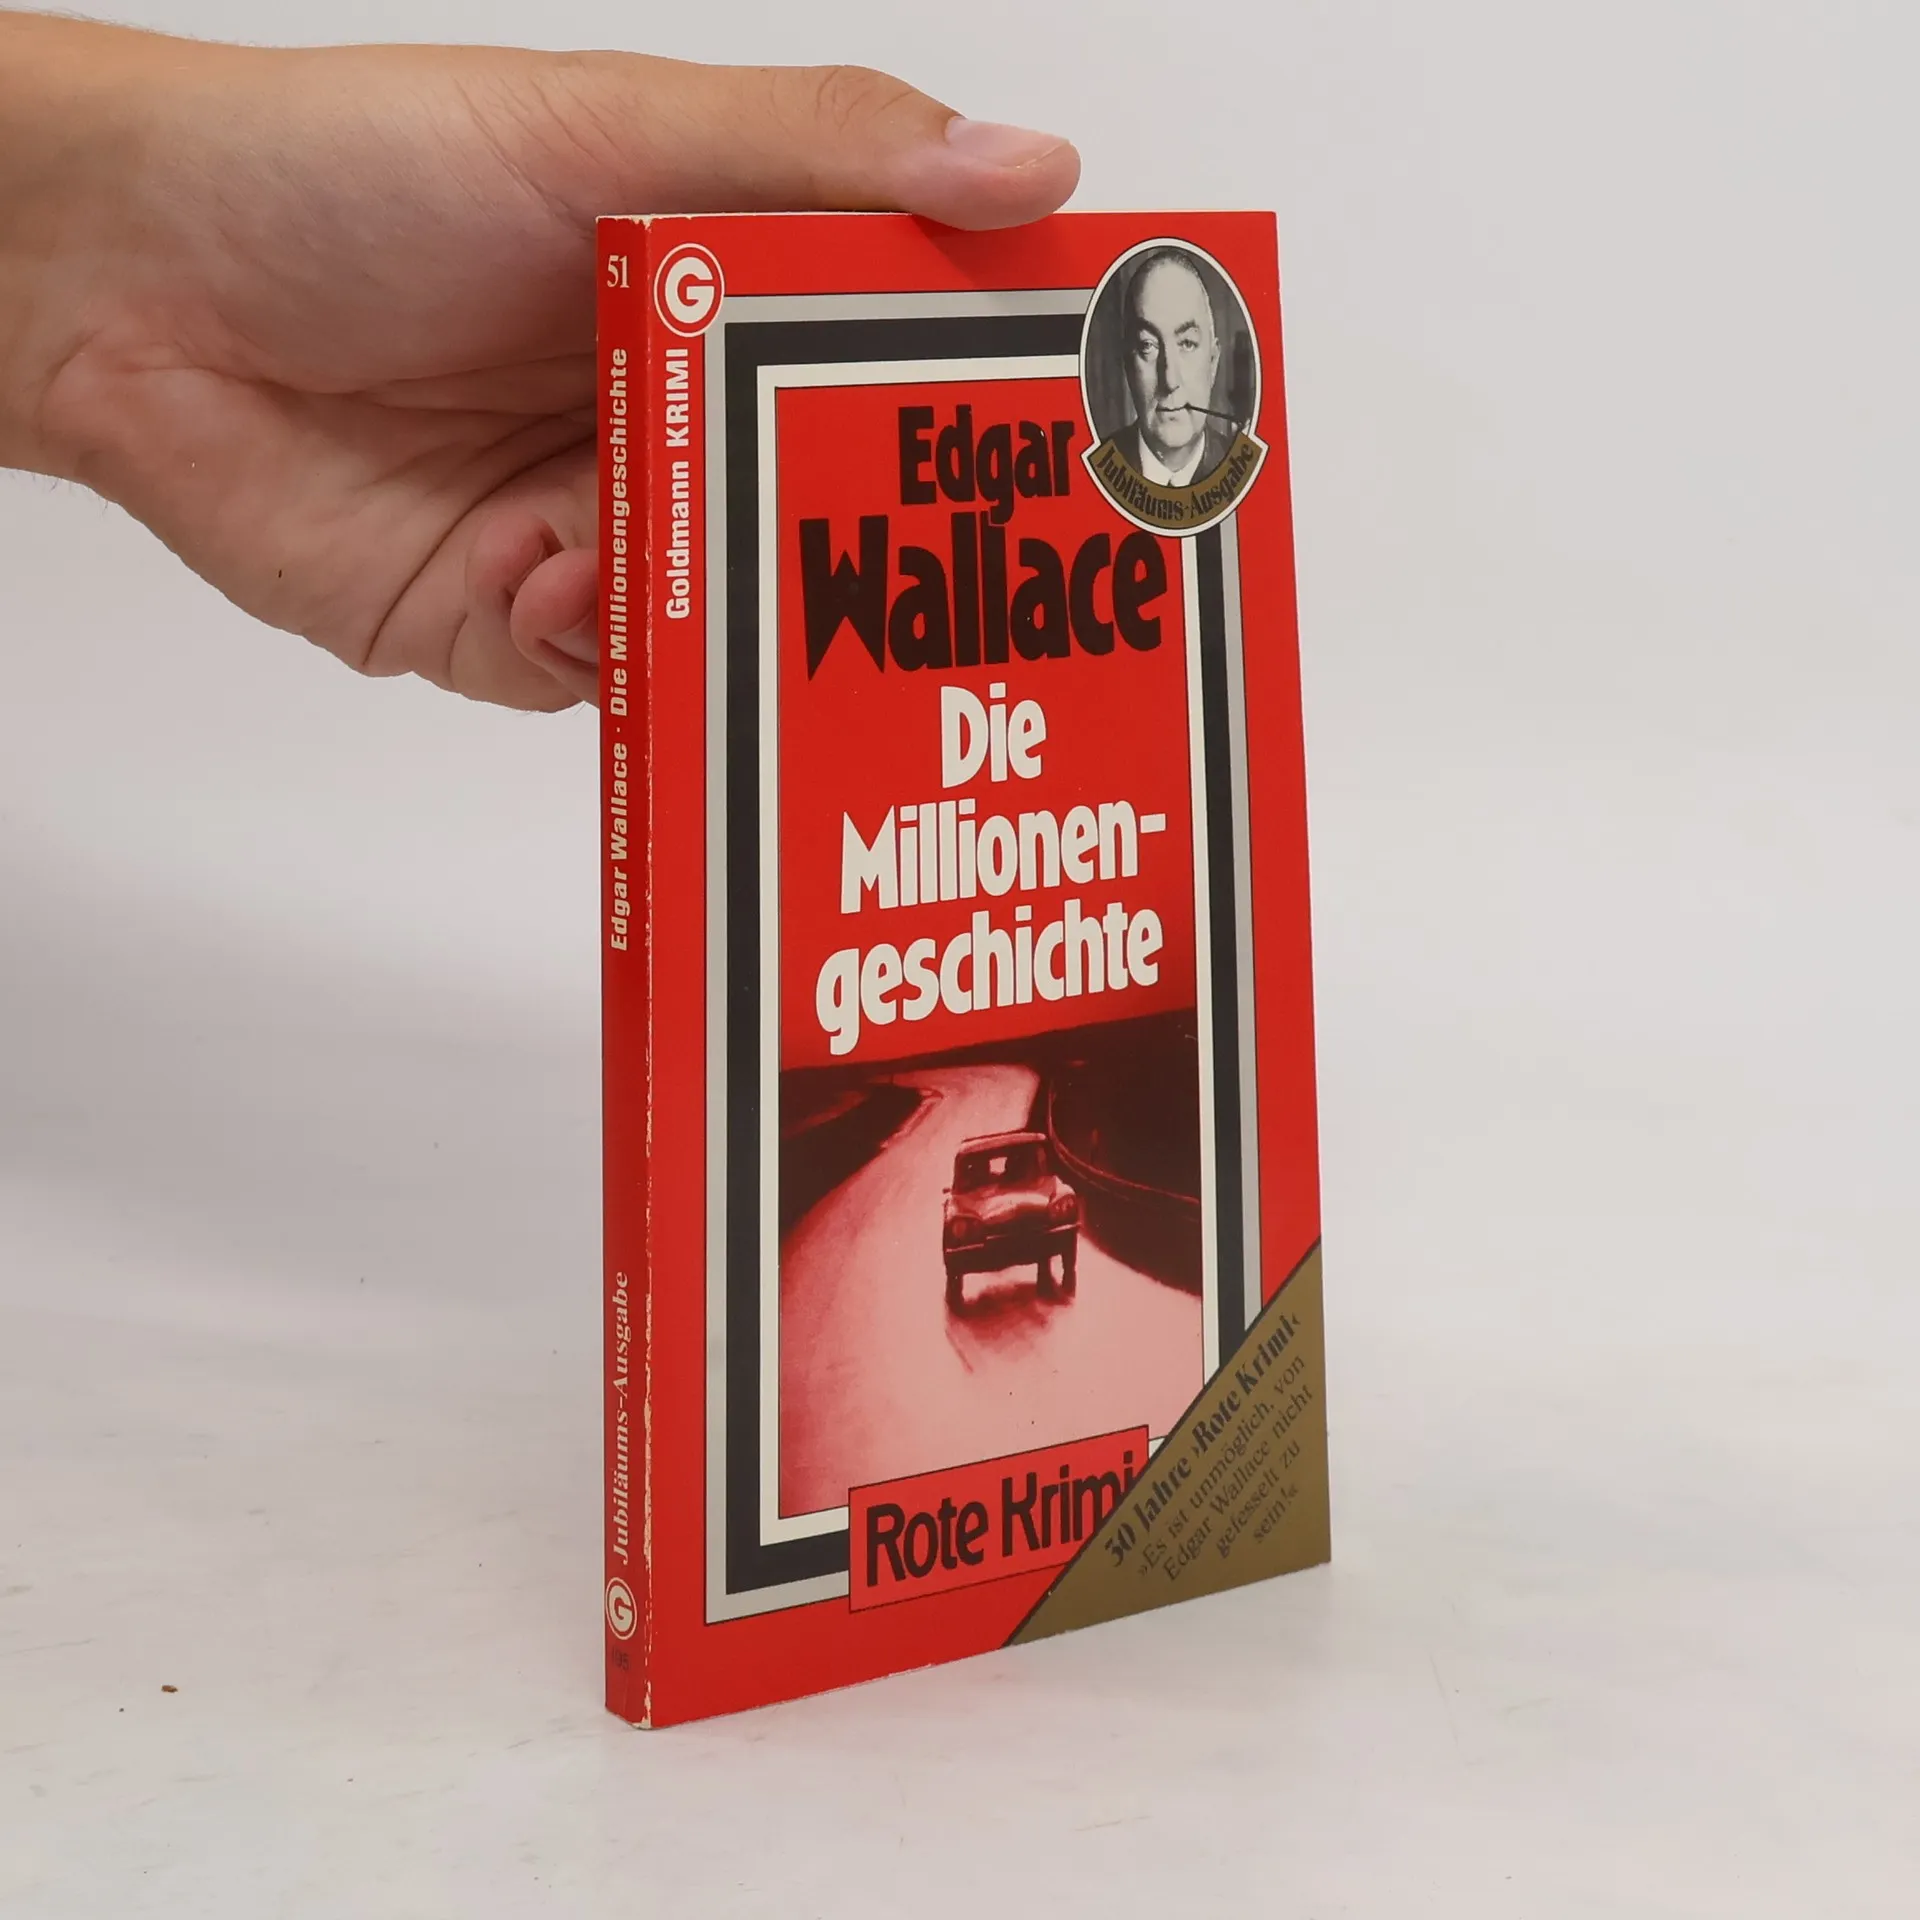 51
Edgar Wallace · Die Millionengeschichte
Jubiläums-Ausgabe
G
G
Goldmann KRIMI
Jubiläums-Ausgabe
Edgar
Wallace
Die
Millionen-
geschichte
Rote Krimi
30 Jahre ›Rote Krimi‹
»Es ist unmöglich, von
Edgar Wallace nicht
gefesselt zu
sein!«